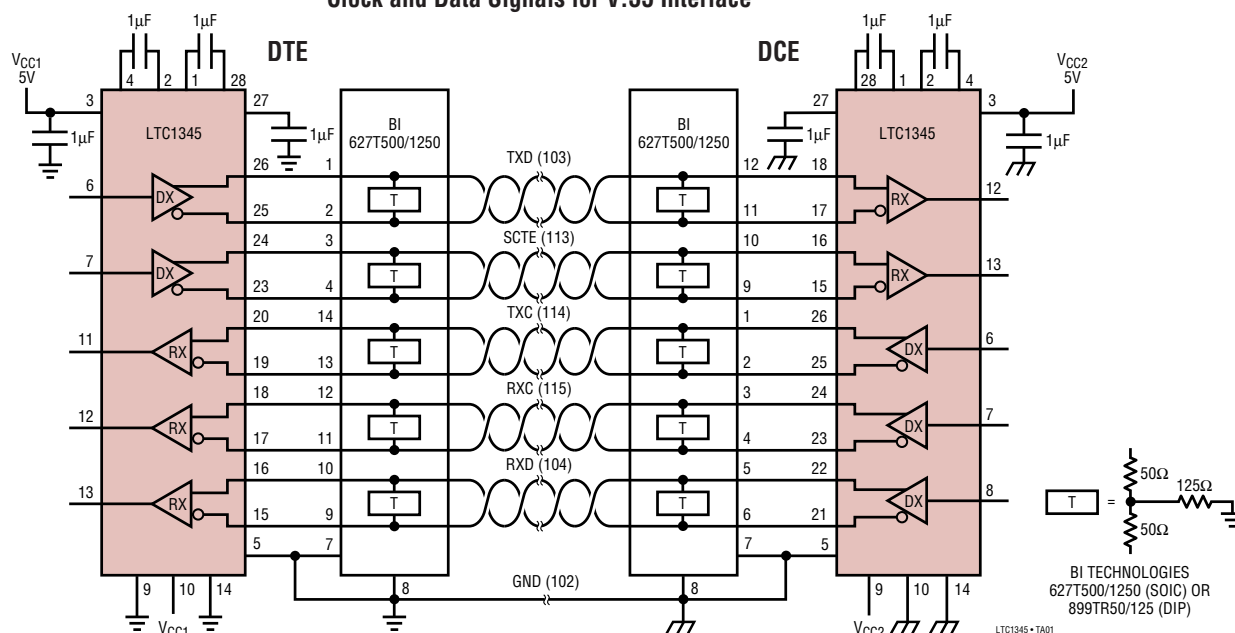 Clock and Data Signals for V.35 Interface
1µF 1µF
DTE
DCE
1µF 1µF
VCC1
5V
4 2 1 28
28 1 2 4
VCC2
5V
3
27
27
3
LTC1345
1µF
1µF
BI
627T500/1250
BI
627T500/1250
1µF
LTC1345
1µF
6 DX 26 1 T TXD (103) T 12 18 RX 12
25 2 11 17
7 DX 24 3 T SCTE (113) T 10 16 RX 13
23 4 9 15
11 RX 20 14 T TXC (114) T 1 26 DX 6
19 13 2 25
12 RX 18 12 T RXC (115) T 3 24 DX 7
17 11 4 23
13 RX 16 10 T RXD (104) T 5 22 DX 8
15 9 6 21
5 7
7 5
9 10 14
8
GND (102)
8
9 10 14
VCC1
VCC2
T = 50Ω 125Ω
50Ω
BI TECHNOLOGIES
627T500/1250 (SOIC) OR
899TR50/125 (DIP)
LTC1345 • TA01